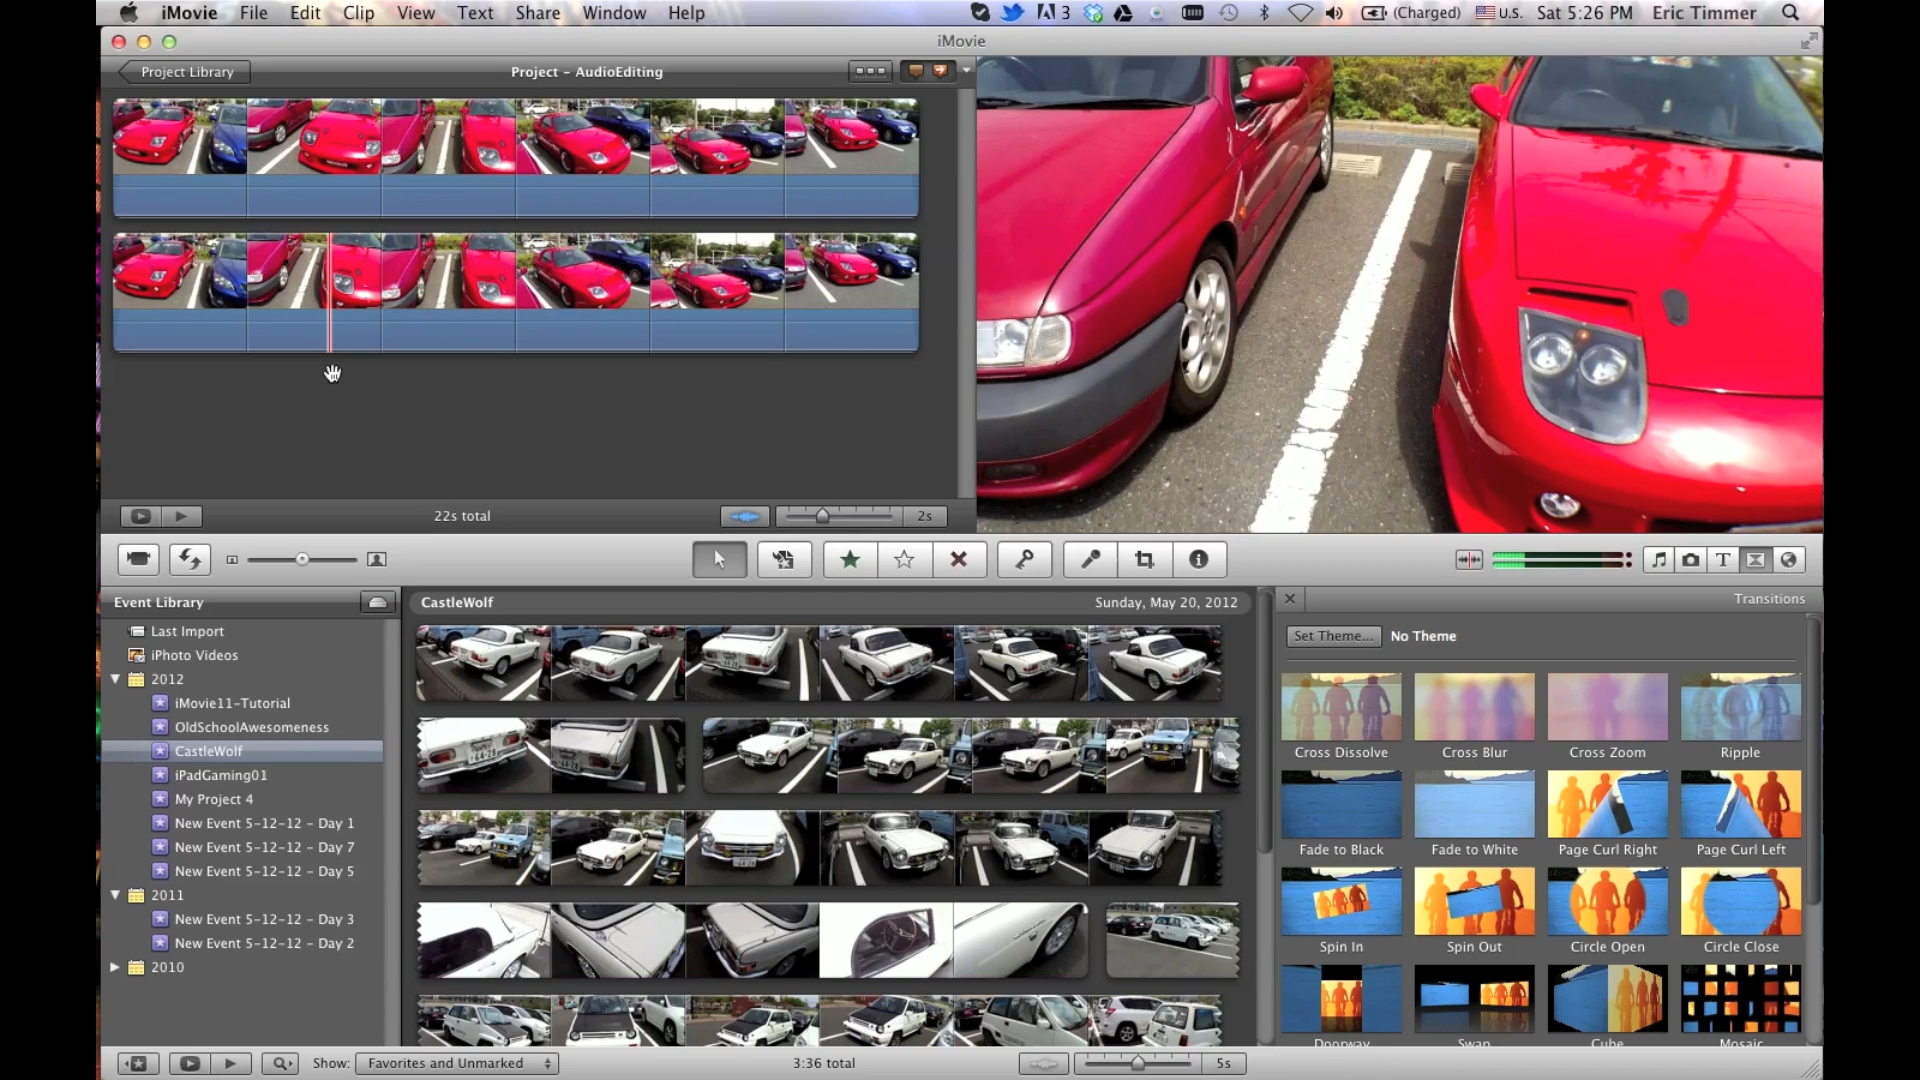 iMovie File Edit Clip View Text Share Window Help 3 (Charged) U.S. Sat 5:26 PM Eric Timmer
iMovie
Project Library Project - AudioEditing
22s total 2s
Event Library
Last Import
iPhoto Videos
2012
iMovie11-Tutorial
OldSchoolAwesomeness
CastleWolf
iPadGaming01
My Project 4
New Event 5-12-12 - Day 1
New Event 5-12-12 - Day 7
New Event 5-12-12 - Day 5
2011
New Event 5-12-12 - Day 3
New Event 5-12-12 - Day 2
2010
CastleWolf Sunday, May 20, 2012
Transitions
Set Theme... No Theme
Cross Dissolve Cross Blur Cross Zoom Ripple
Fade to Black Fade to White Page Curl Right Page Curl Left
Spin In Spin Out Circle Open Circle Close
Doorway Swap Cube Mosaic
Show: Favorites and Unmarked 3:36 total 5s